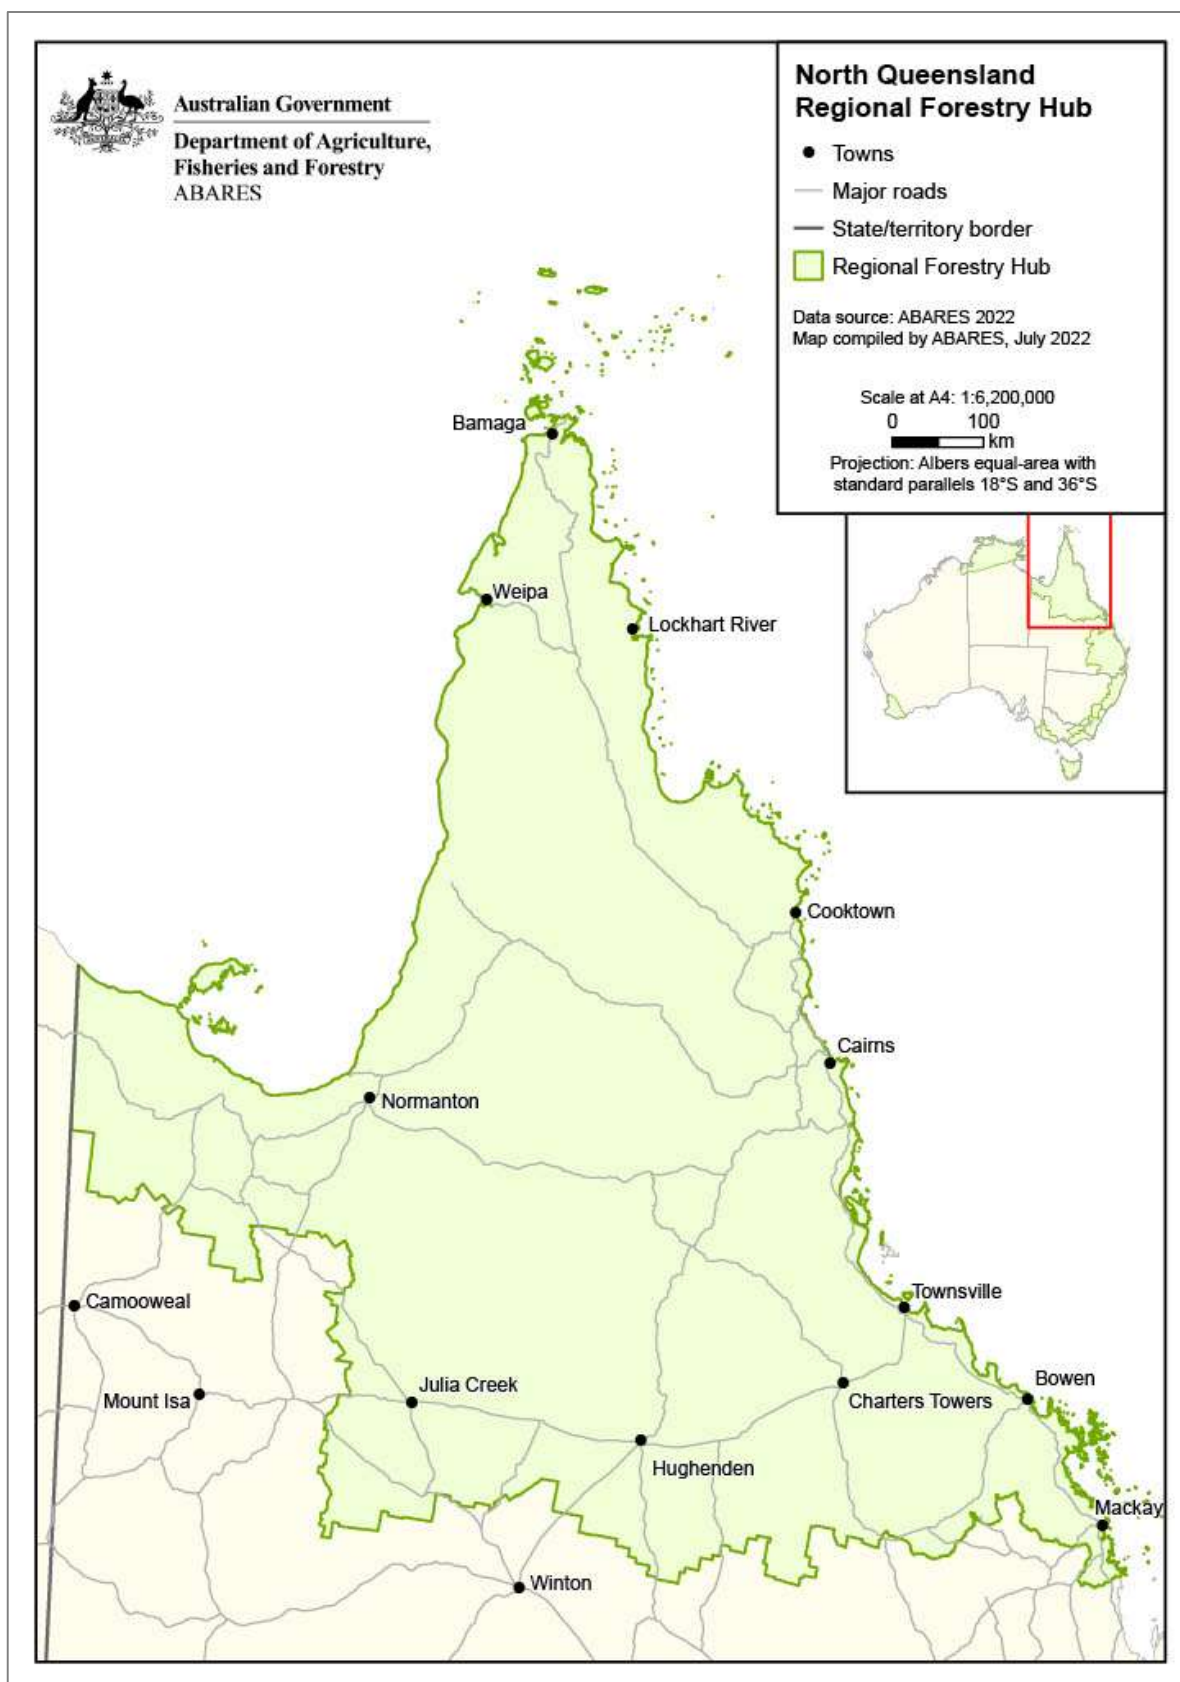 Australian Government
Department of Agriculture,
Fisheries and Forestry
ABARES
North Queensland
Regional Forestry Hub
Towns
Major roads
State/territory border
Regional Forestry Hub
Data source: ABARES 2022
Map compiled by ABARES, July 2022
Scale at A4: 1:6,200,000
0 100
km
Projection: Albers equal-area with
standard parallels 18°S and 36°S
Bamaga
Weipa
Lockhart River
Cooktown
Cairns
Normanton
Camooweal
Townsville
Mount Isa
Julia Creek
Charters Towers
Bowen
Hughenden
Mackay
Winton